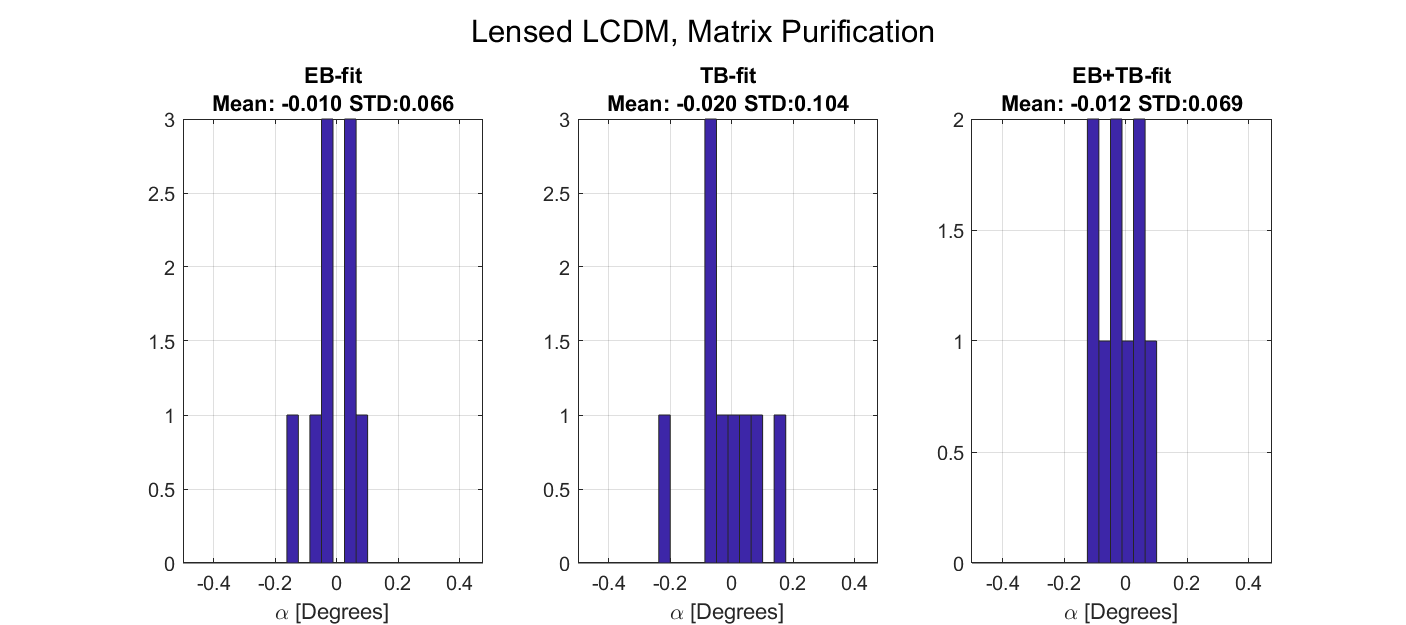 Lensed LCDM, Matrix Purification
EB-fit
Mean: -0.010 STD:0.066
3
2.5
2
1.5
1
0.5
0
-0.4 -0.2 0 0.2 0.4
α [Degrees]
TB-fit
Mean: -0.020 STD:0.104
3
2.5
2
1.5
1
0.5
0
-0.4 -0.2 0 0.2 0.4
α [Degrees]
EB+TB-fit
Mean: -0.012 STD:0.069
2
1.5
1
0.5
0
-0.4 -0.2 0 0.2 0.4
α [Degrees]